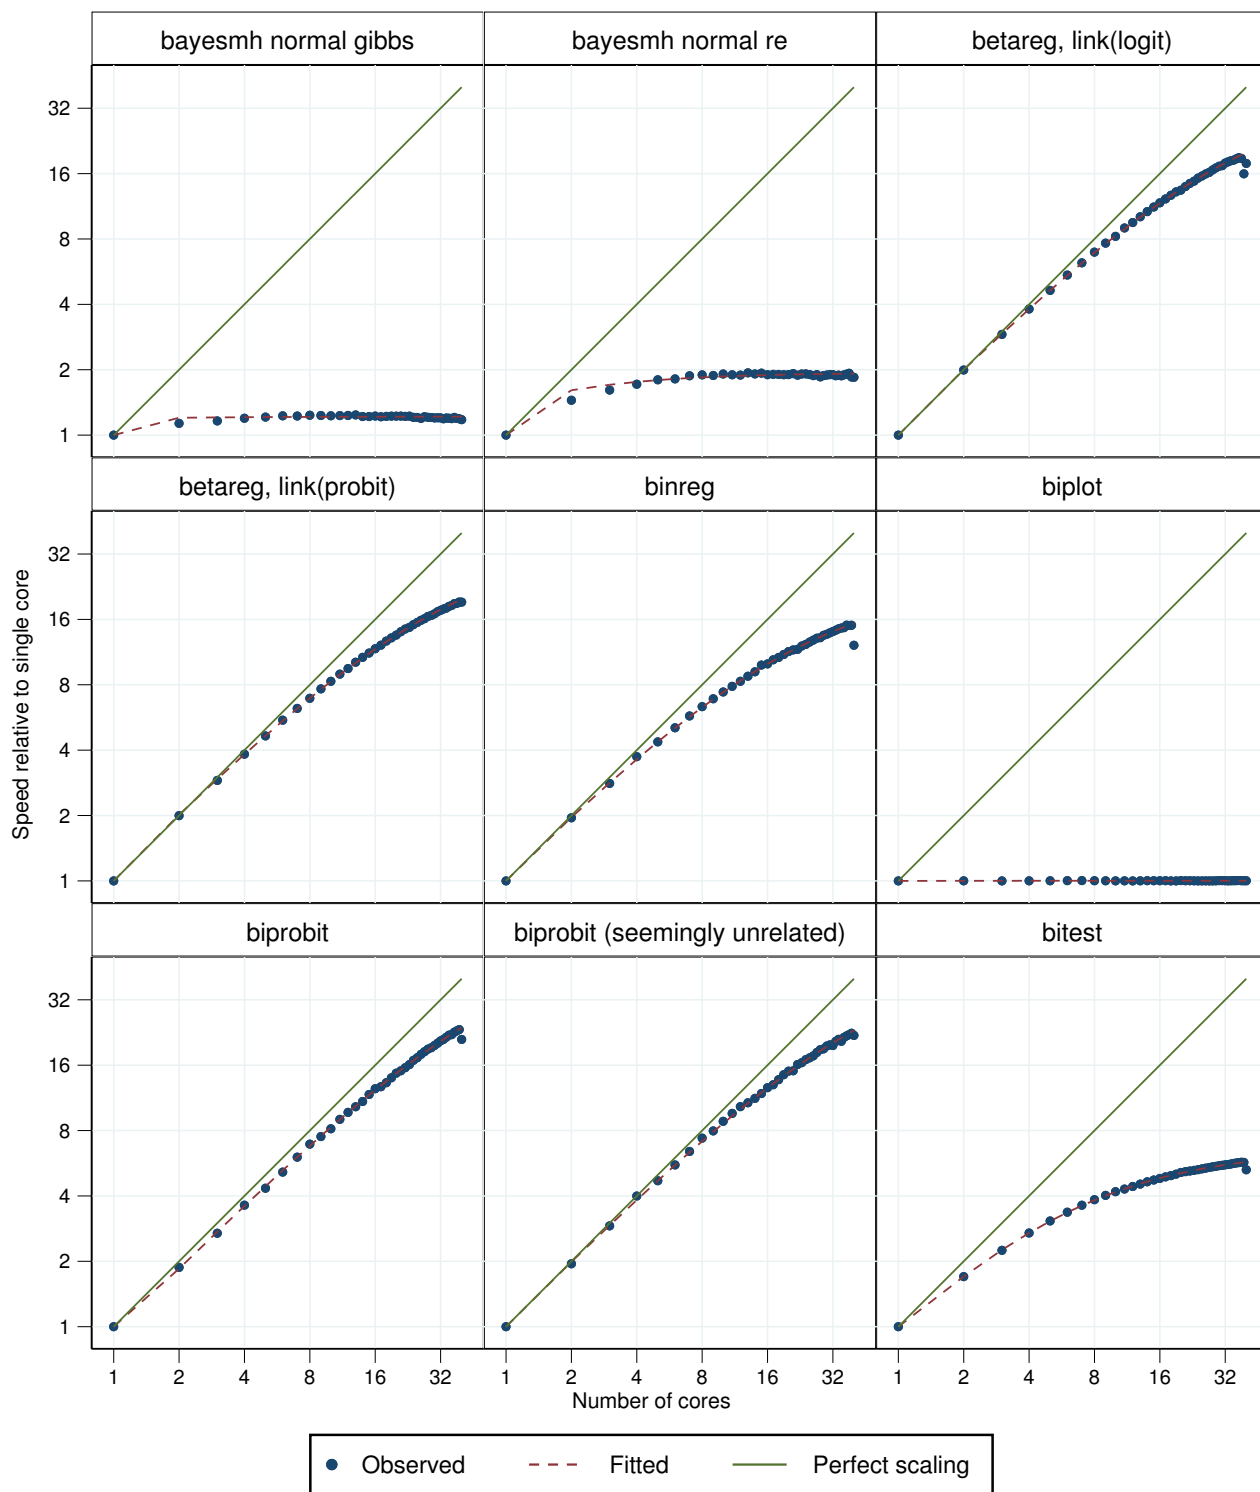 bayesmh normal gibbs
bayesmh normal re
betareg, link(logit)
32
16
8
4
2
1
betareg, link(probit)
binreg
biplot
32
16
8
4
2
1
Speed relative to single core
biprobit
biprobit (seemingly unrelated)
bitest
32
16
8
4
2
1
1 2 4 8 16 32
1 2 4 8 16 32
1 2 4 8 16 32
Number of cores
Observed Fitted Perfect scaling